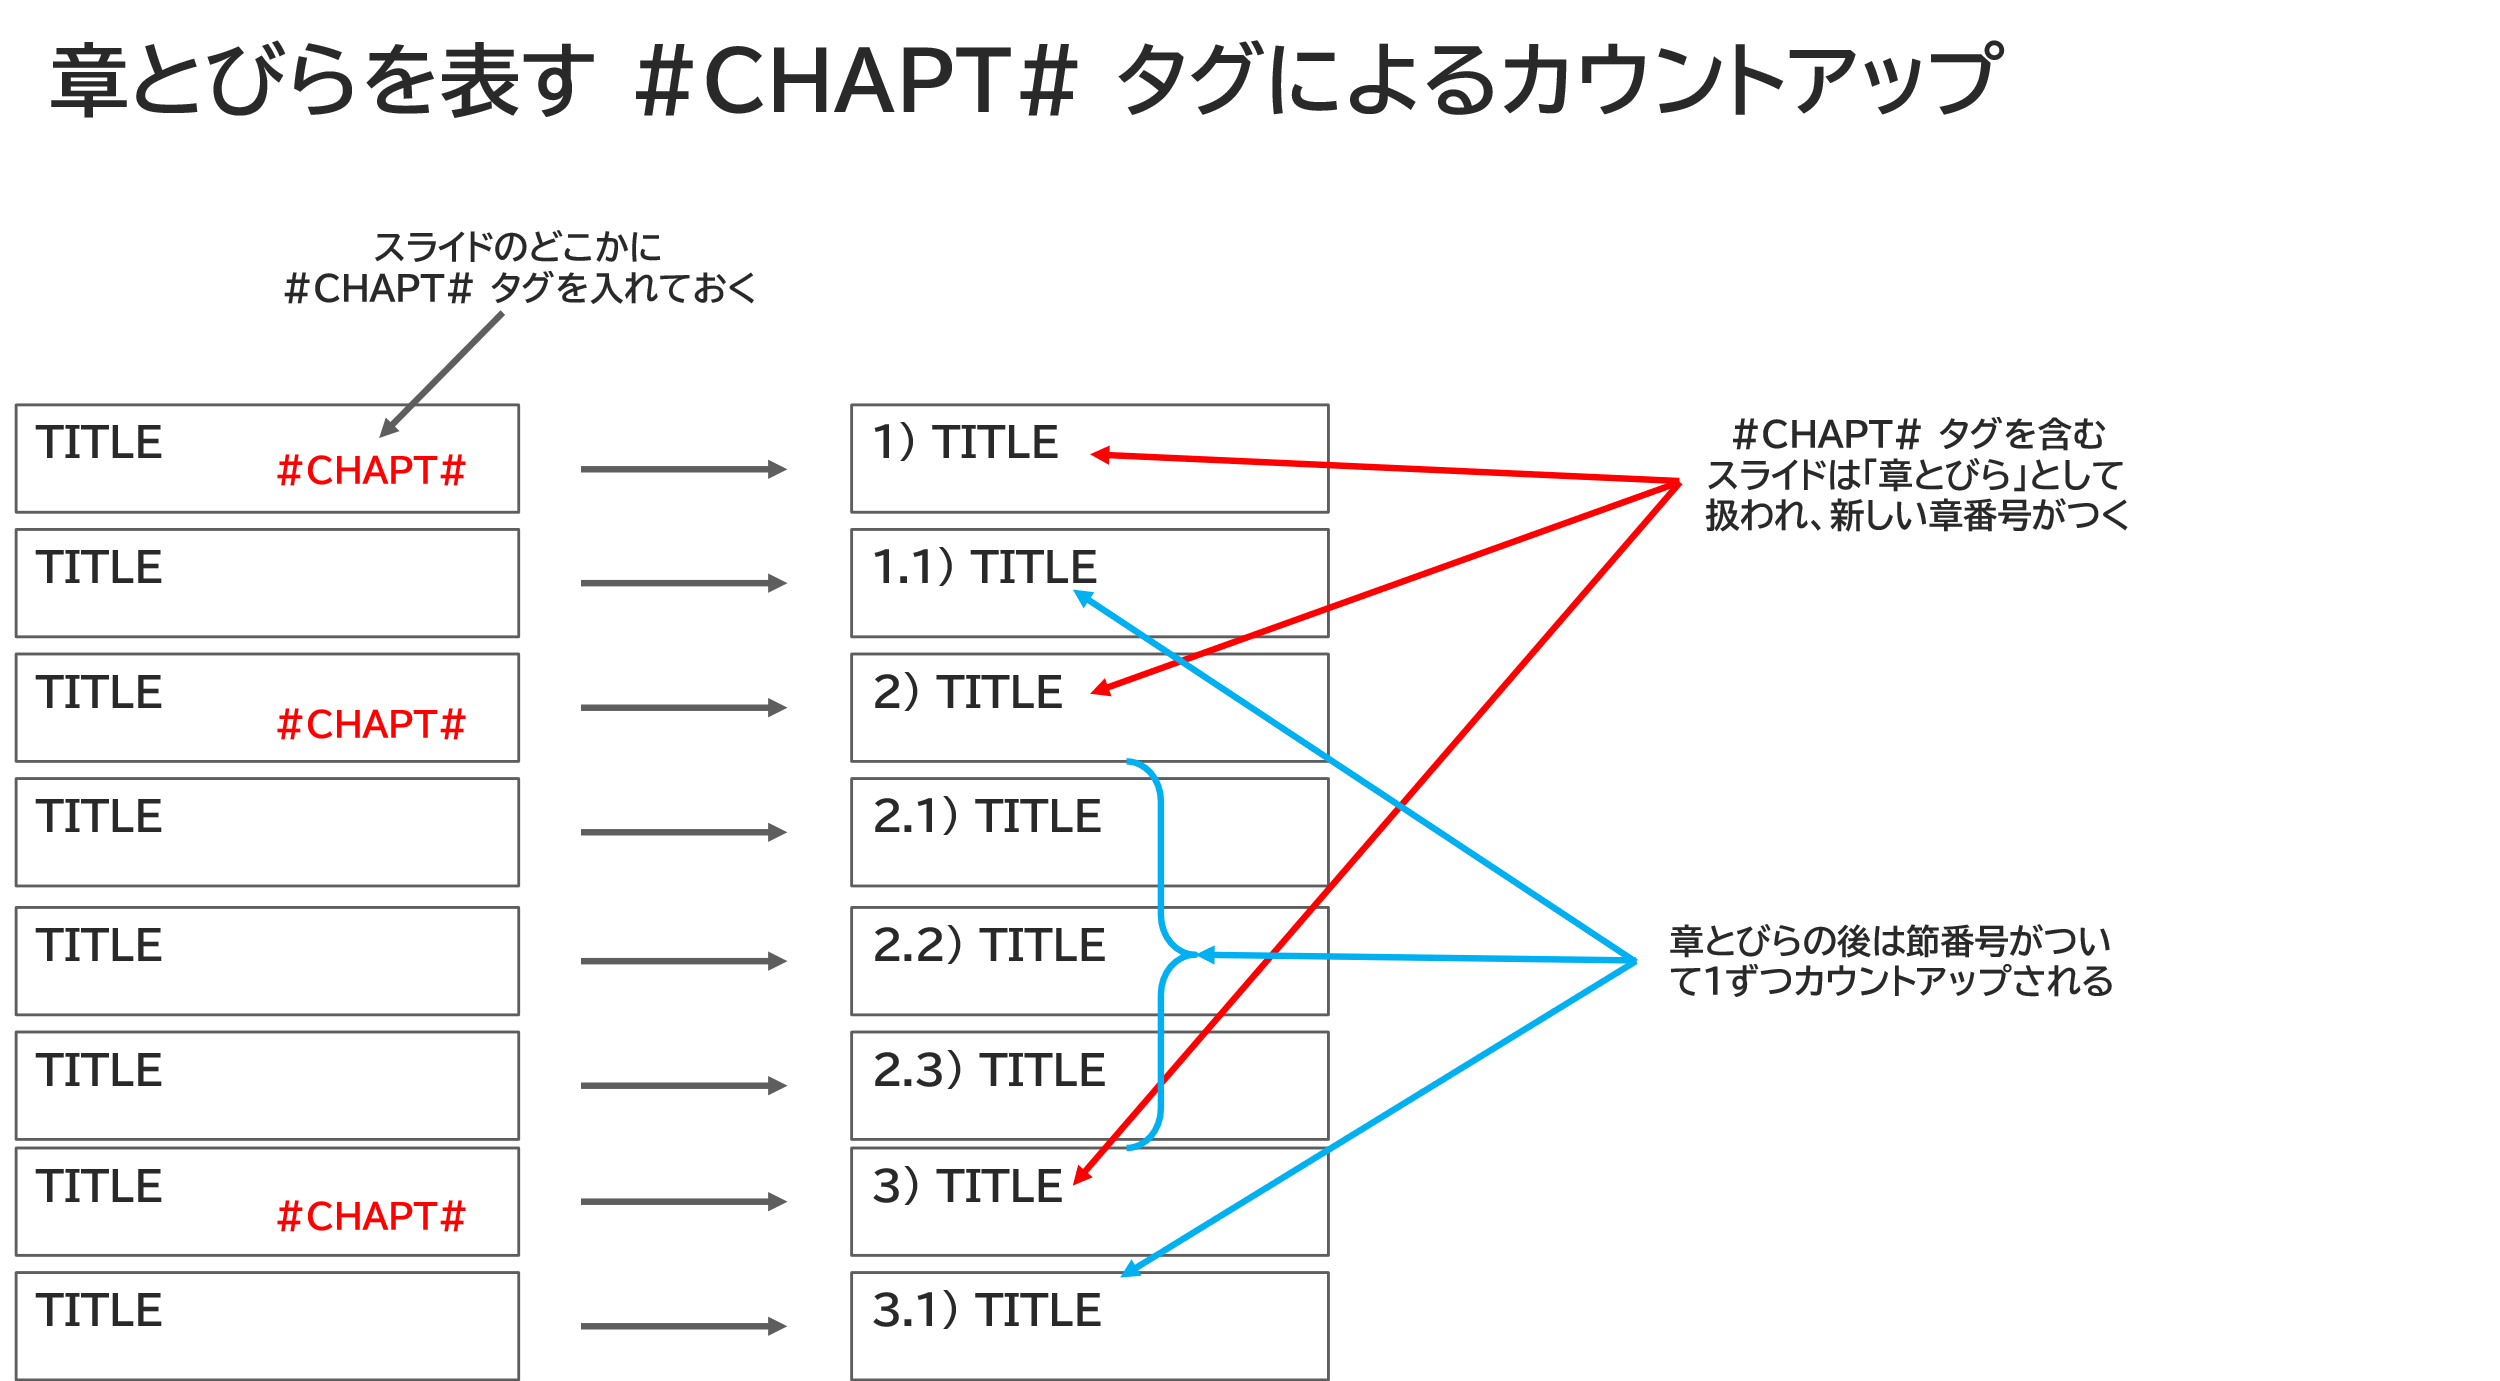 章とびらを表す #CHAPT# タグによるカウントアップ
スライドのどこかに
#CHAPT# タグを入れておく
TITLE
#CHAPT#
TITLE
TITLE
#CHAPT#
TITLE
TITLE
TITLE
TITLE
#CHAPT#
TITLE
1) TITLE
1.1) TITLE
2) TITLE
2.1) TITLE
2.2) TITLE
2.3) TITLE
3) TITLE
3.1) TITLE
#CHAPT# タグを含む
スライドは「章とびら」として
扱われ、新しい章番号がつく
章とびらの後は節番号がつい
て1ずつカウントアップされる